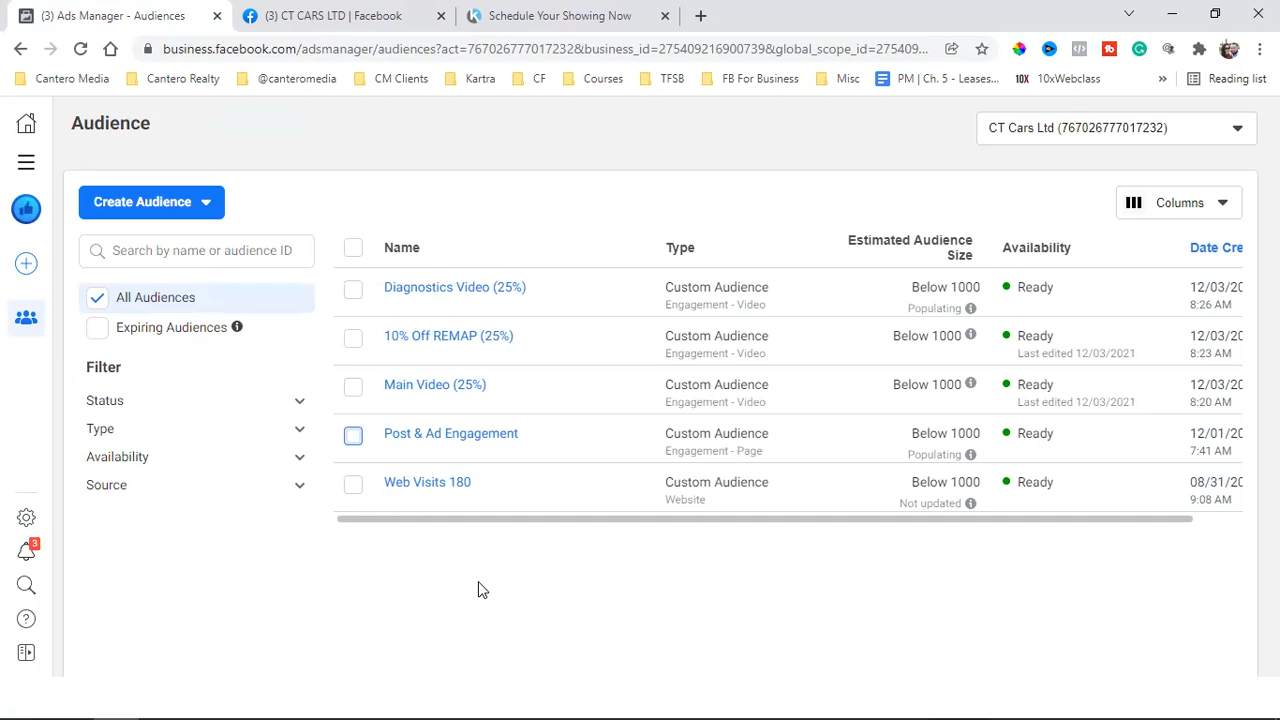 (3) Ads Manager - Audiences
(3) CT CARS LTD | Facebook
Schedule Your Showing Now
business.facebook.com/adsmanager/audiences?act=767026777017232&business_id=275409216900739&global_scope_id=275409...
Cantero Media
Cantero Realty
@canteromedia
CM Clients
Kartra
CF
Courses
TFSB
FB For Business
Misc
PM | Ch. 5 - Leases...
10X
10xWebclass
»
Reading list
Audience
CT Cars Ltd (767026777017232)
Create Audience
Columns
Search by name or audience ID
All Audiences
Expiring Audiences
Filter
Status
Type
Availability
Source
Name
Type
Estimated Audience
Size
Availability
Date Cre
Diagnostics Video (25%)
Custom Audience
Engagement - Video
Below 1000
Populating
Ready
12/03/20
8:26 AM
10% Off REMAP (25%)
Custom Audience
Engagement - Video
Below 1000
Ready
Last edited 12/03/2021
12/03/20
8:23 AM
Main Video (25%)
Custom Audience
Engagement - Video
Below 1000
Ready
Last edited 12/03/2021
12/03/20
8:20 AM
Post & Ad Engagement
Custom Audience
Engagement - Page
Below 1000
Populating
Ready
12/01/20
7:41 AM
Web Visits 180
Custom Audience
Website
Below 1000
Not updated
Ready
08/31/20
9:08 AM
3